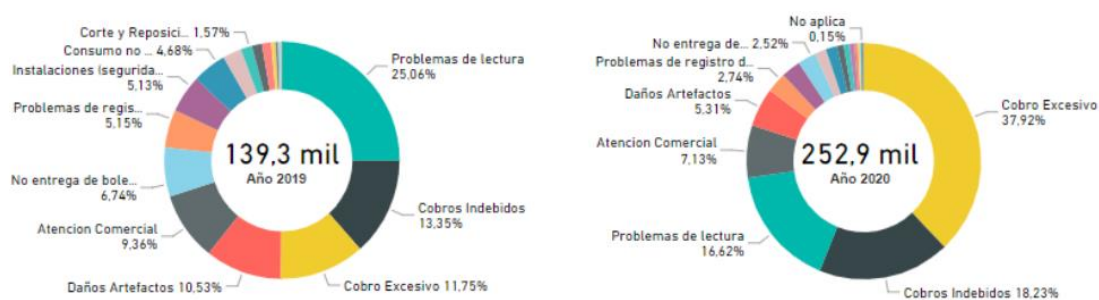 Corte y Reposici... 1,57%
Consumo no ... 4,68%
Instalaciones (segurida...
5,13%
Problemas de regis...
5,15%
No entrega de bole...
6,74%
Atencion Comercial
9,36%
Daños Artefactos 10,53%
Cobro Excesivo 11,75%
Cobros Indebidos
13,35%
Problemas de lectura
25,06%
139,3 mil
Año 2019
No aplica
0,15%
No entrega de... 2,52%
Problemas de registro d...
2,74%
Daños Artefactos
5,31%
Atencion Comercial
7,13%
Problemas de lectura
16,62%
Cobros Indebidos 18,23%
Cobro Excesivo
37,92%
252,9 mil
Año 2020